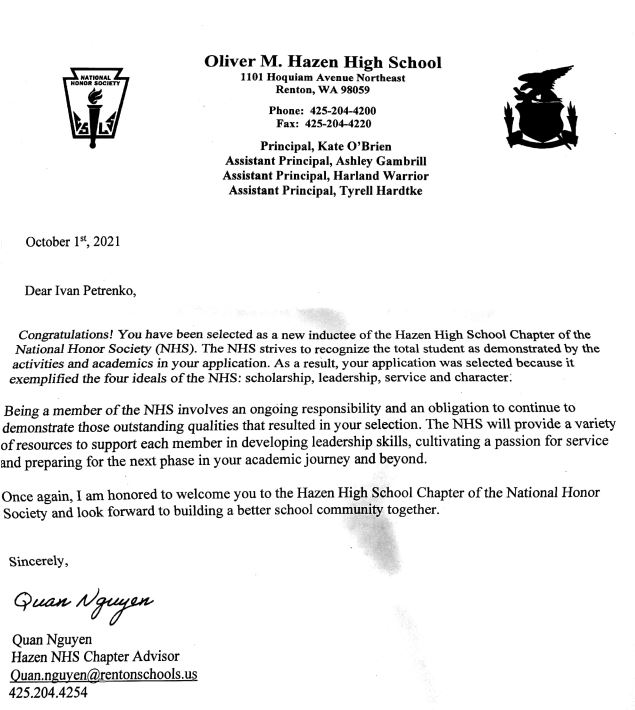 Oliver M. Hazen High School
1101 Hoquiam Avenue Northeast
Renton, WA 98059
NATIONAL
HONOR SOCIETY
Phone: 425-204-4200
Fax: 425-204-4220
Principal, Kate O'Brien
Assistant Principal, Ashley Gambrill
Assistant Principal, Harland Warrior
Assistant Principal, Tyrell Hardtke
October 1st, 2021
Dear Ivan Petrenko,
Congratulations! You have been selected as a new inductee of the Hazen High School Chapter of the
National Honor Society (NHS). The NHS strives to recognize the total student as demonstrated by the
activities and academics in your application. As a result, your application was selected because it
exemplified the four ideals of the NHS: scholarship, leadership, service and character.
Being a member of the NHS involves an ongoing responsibility and an obligation to continue to
demonstrate those outstanding qualities that resulted in your selection. The NHS will provide a variety
of resources to support each member in developing leadership skills, cultivating a passion for service
and preparing for the next phase in your academic journey and beyond.
Once again, I am honored to welcome you to the Hazen High School Chapter of the National Honor
Society and look forward to building a better school community together.
Sincerely,
Quan Nguyen
Quan Nguyen
Hazen NHS Chapter Advisor
Quan.nguyen@rentonschools.us
425.204.4254